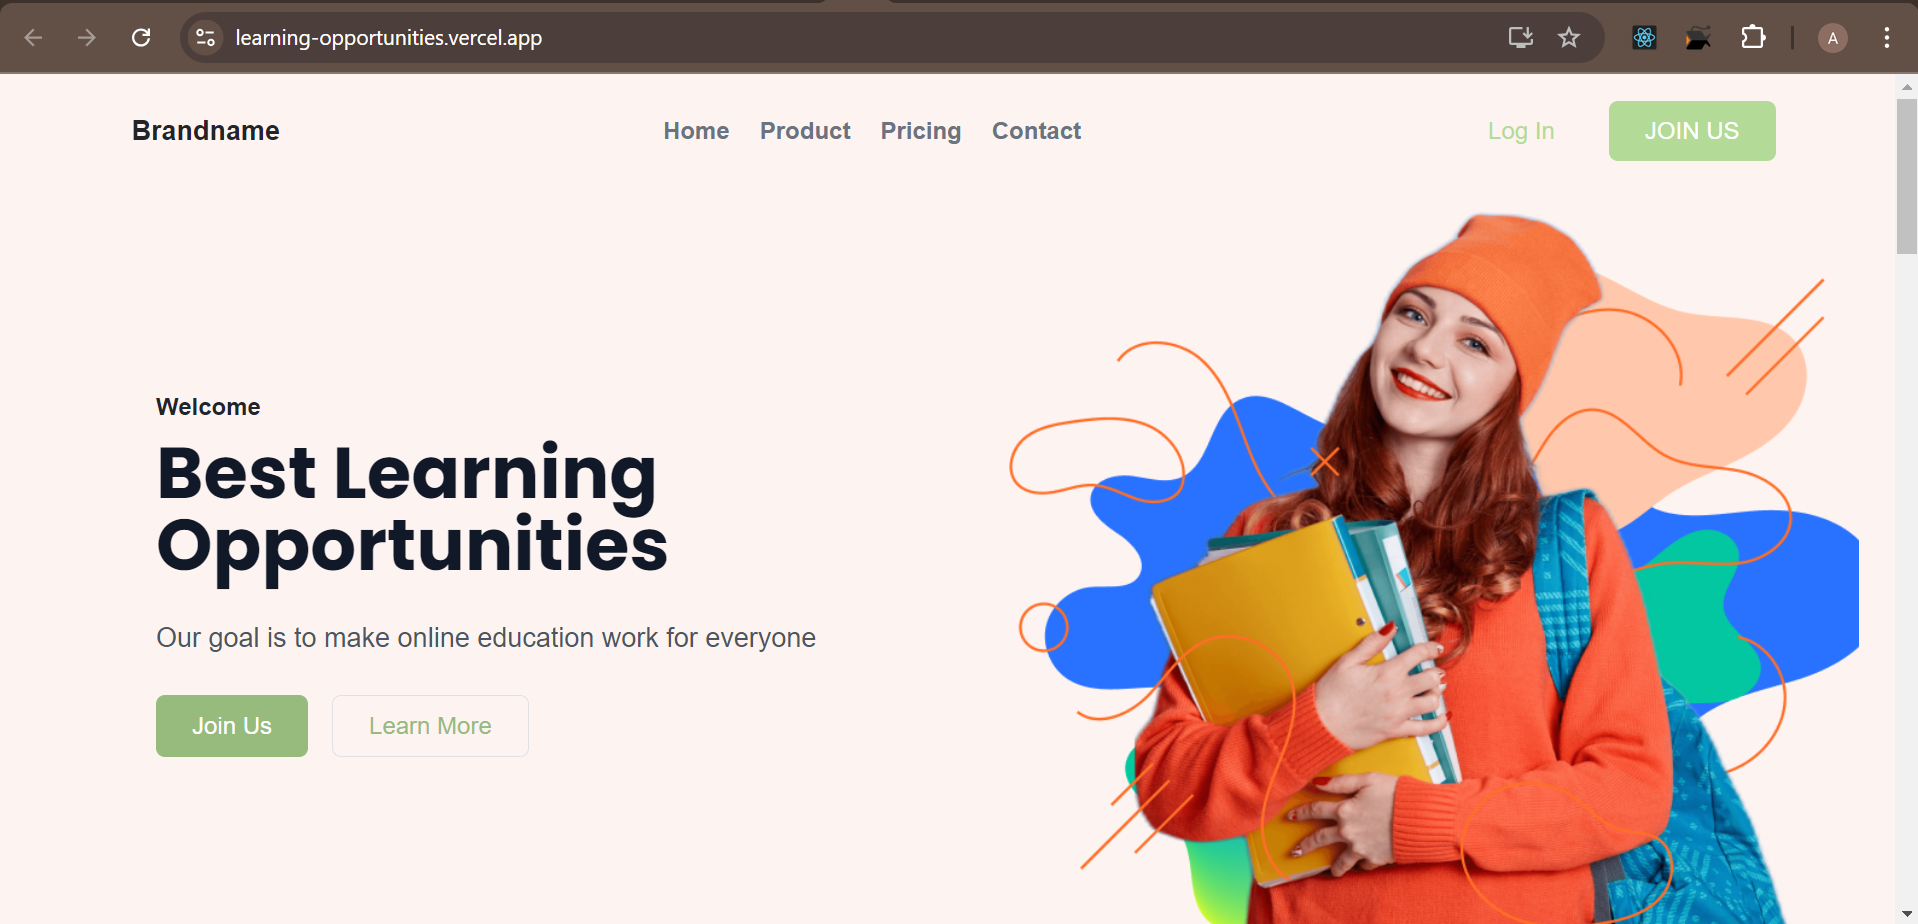 learning-opportunities.vercel.app
A
Brandname
Home Product Pricing Contact
Log In
JOIN US
Welcome
Best Learning
Opportunities
Our goal is to make online education work for everyone
Join Us
Learn More